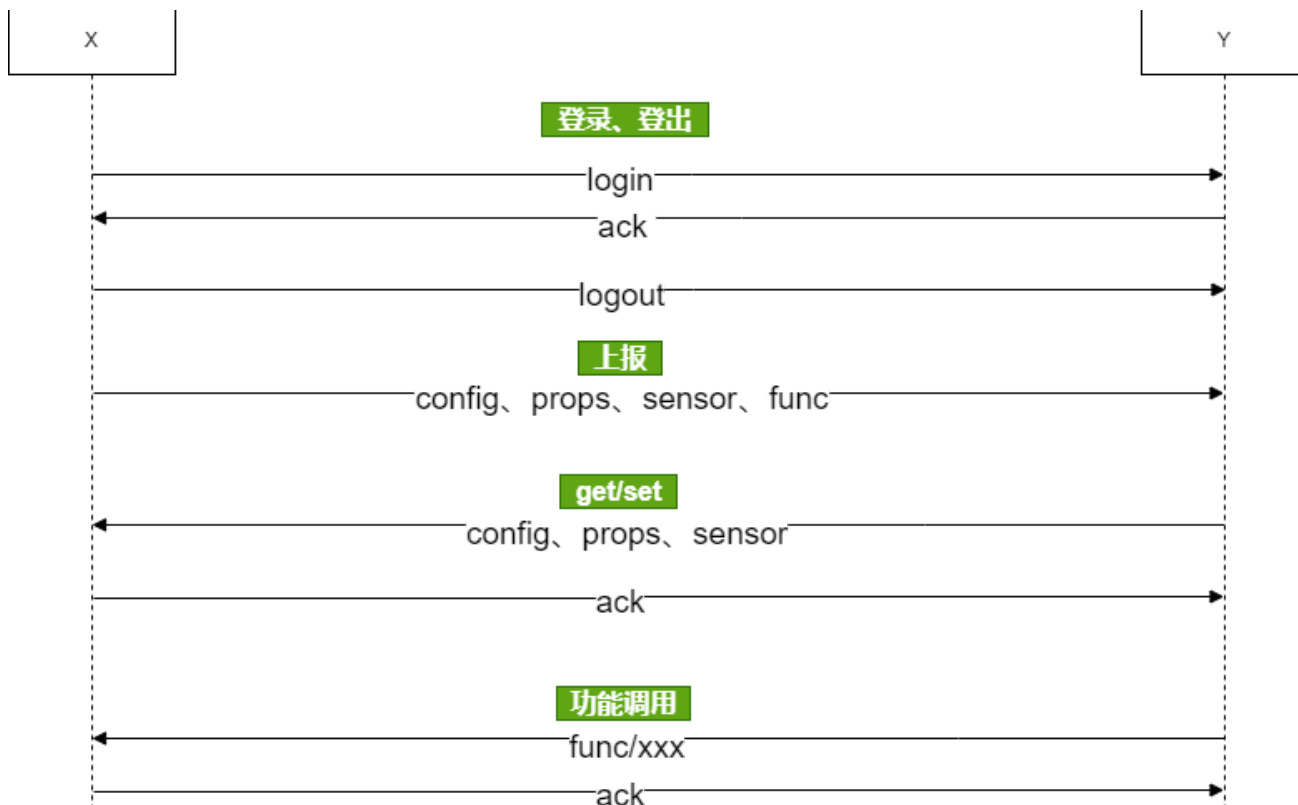 X
Y
登录、登出
login
ack
logout
上报
config、props、sensor、func
get/set
config、props、sensor
ack
功能调用
func/xxx
ack